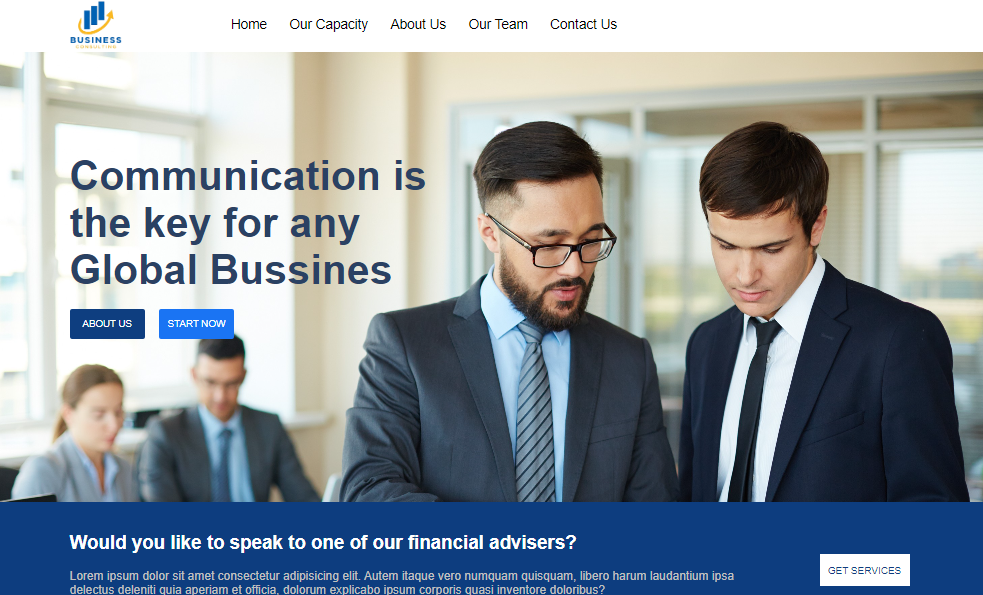 BUSINESS
CONSULTING
Home Our Capacity About Us Our Team Contact Us
Communication is
the key for any
Global Bussines
ABOUT US START NOW
Would you like to speak to one of our financial advisers?
GET SERVICES
Lorem ipsum dolor sit amet consectetur adipisicing elit. Autem itaque vero numquam quisquam, libero harum laudantium ipsa
delectus deleniti quia aperiam et officia, dolorum explicabo ipsum corporis quasi inventore doloribus?